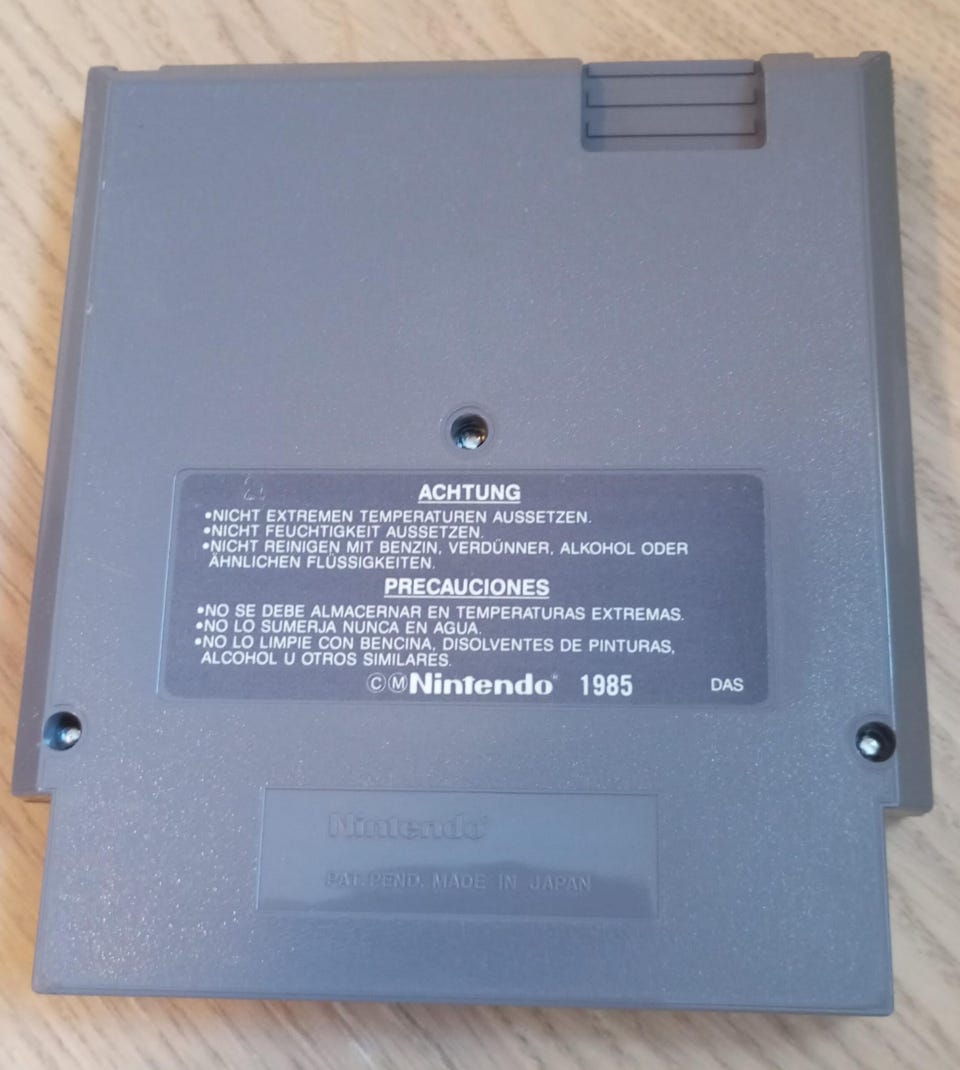 ACHTUNG
•NICHT EXTREMEN TEMPERATUREN AUSSETZEN.
•NICHT FEUCHTIGKEIT AUSSETZEN.
•NICHT REINIGEN MIT BENZIN, VERDÜNNER, ALKOHOL ODER
ÄHNLICHEN FLÜSSIGKEITEN.
PRECAUCIONES
•NO SE DEBE ALMACERNAR EN TEMPERATURAS EXTREMAS.
•NO LO SUMERJA NUNCA EN AGUA.
•NO LO LIMPIE CON BENCINA, DISOLVENTES DE PINTURAS,
ALCOHOL U OTROS SIMILARES.
ⒸⓂNintendo® 1985 DAS
Nintendo®
PAT. PEND. MADE IN JAPAN